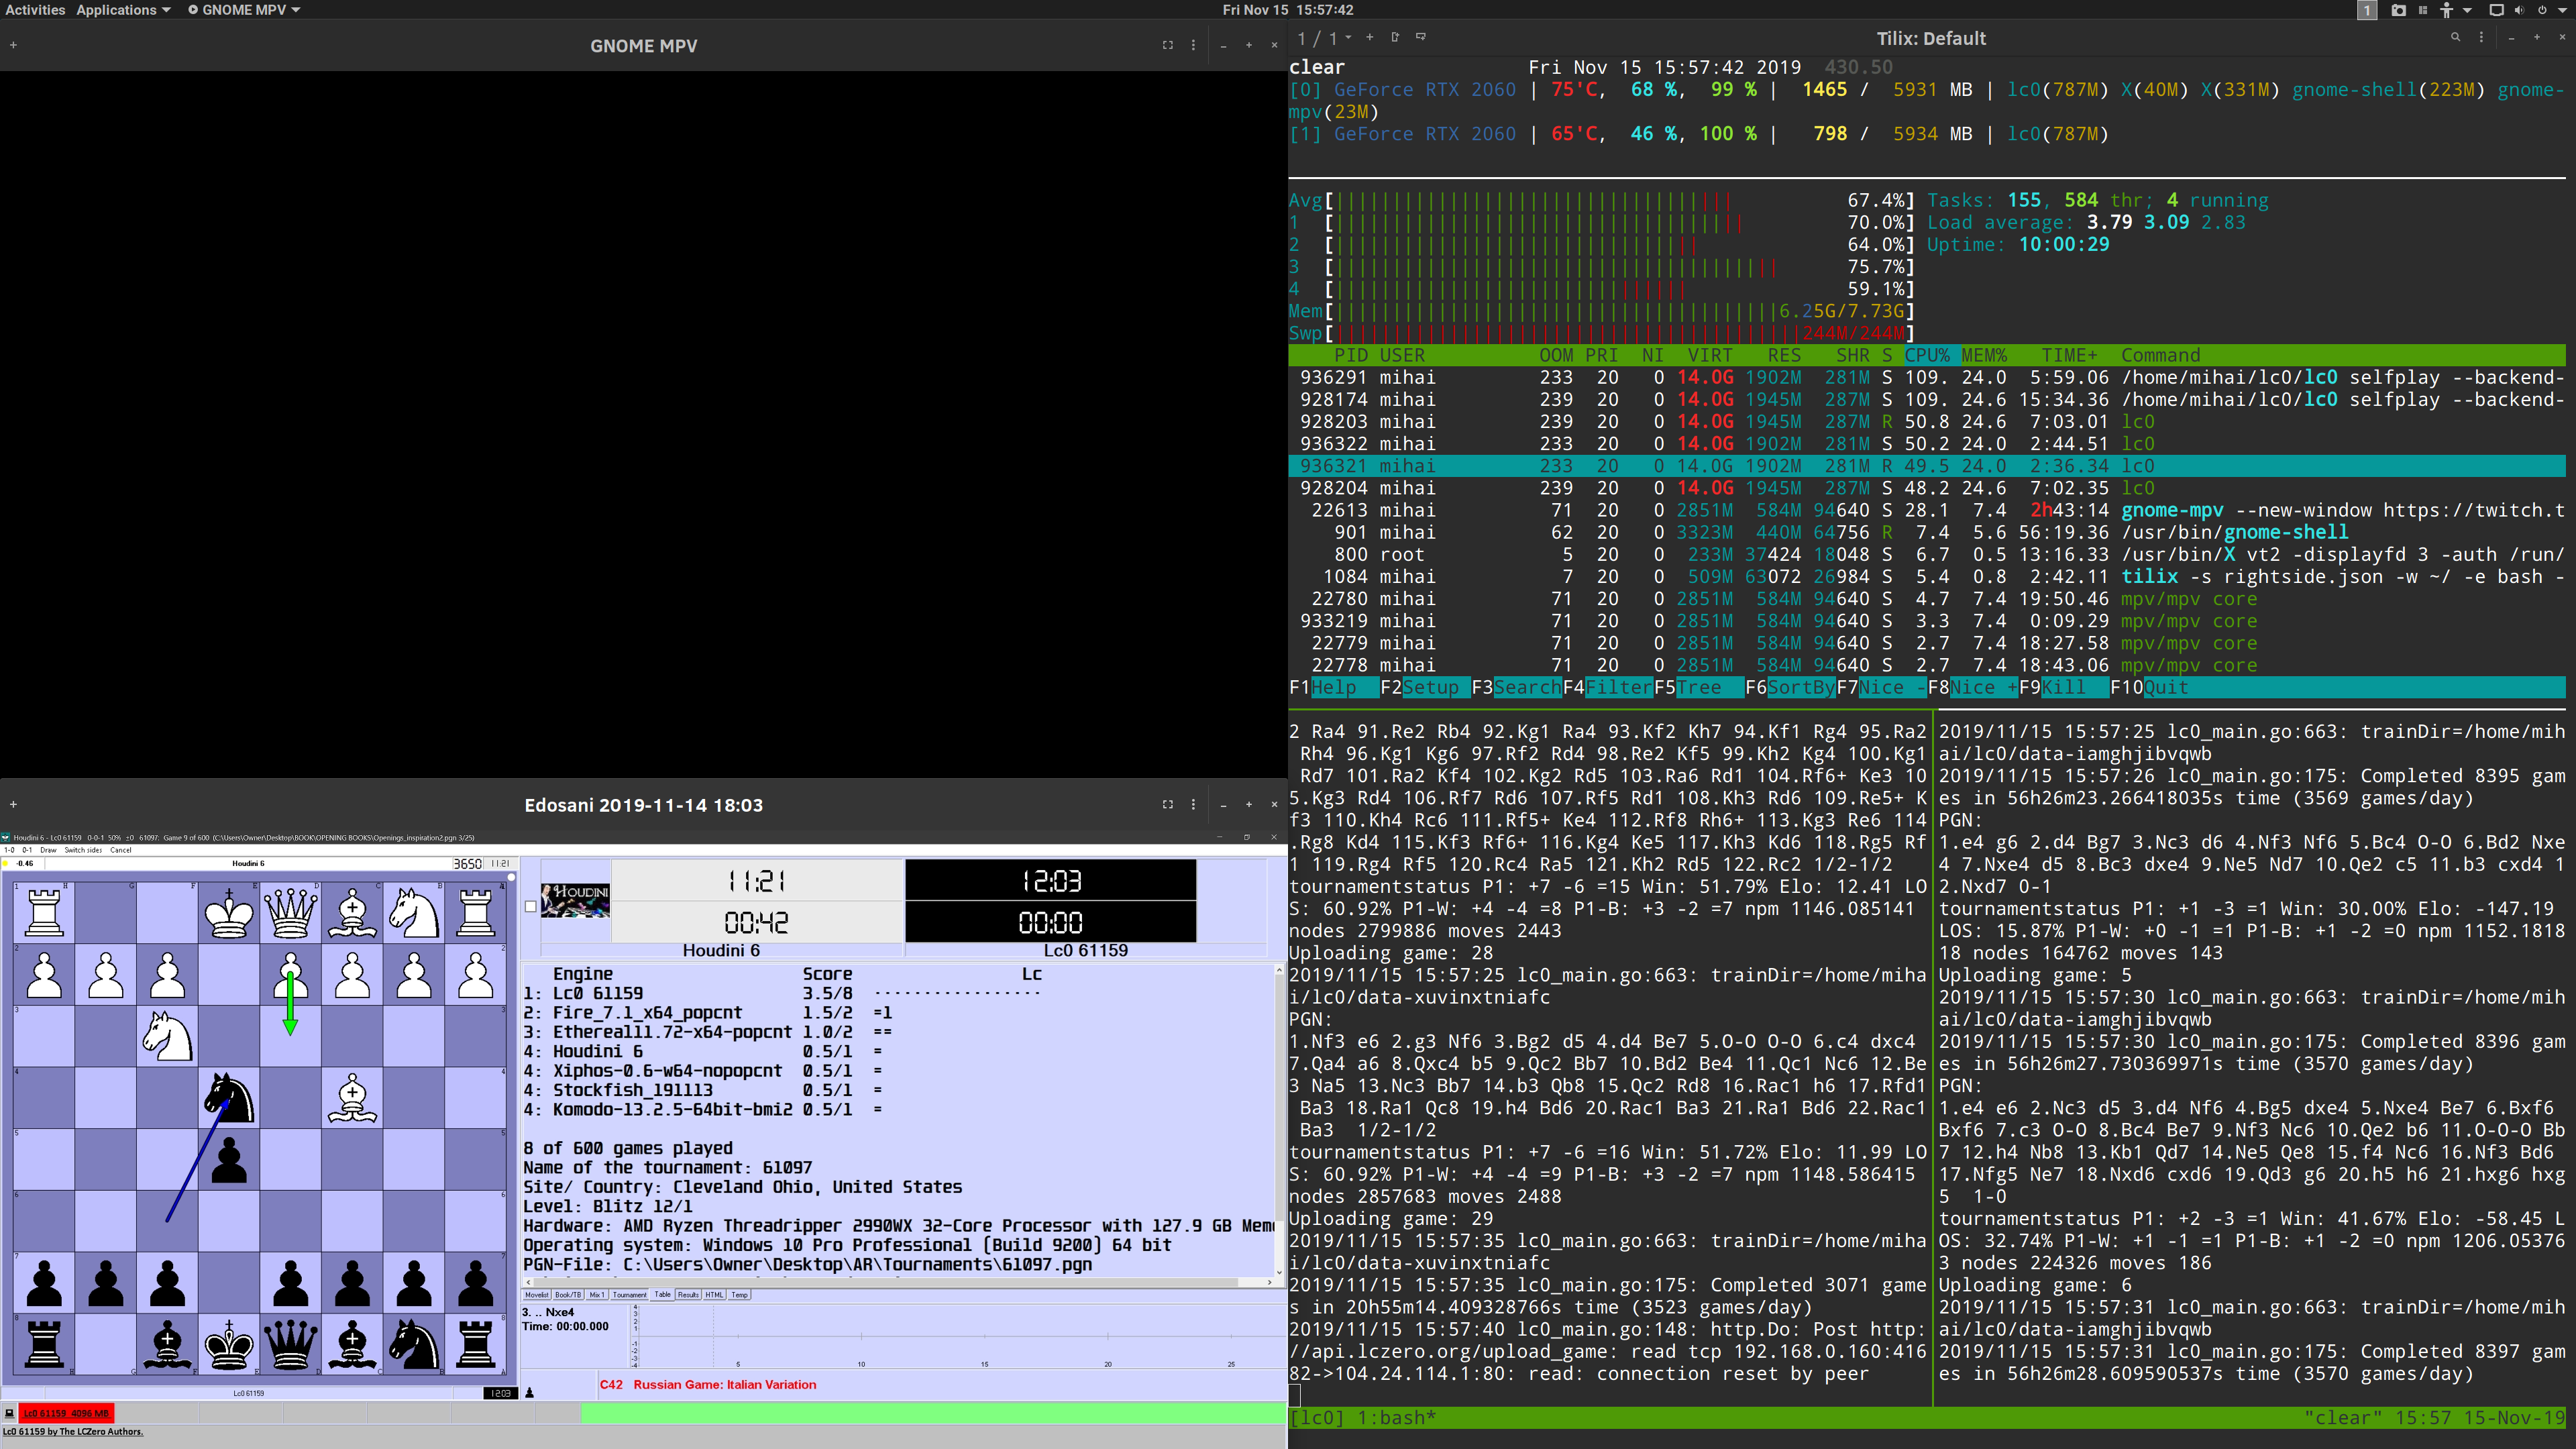 Activities Applications GNOME MPV
Fri Nov 15 15:57:42
1
GNOME MPV
1 / 1
Tilix: Default
clear Fri Nov 15 15:57:42 2019 430.50
[0] GeForce RTX 2060 | 75'C, 68 %, 99 % | 1465 / 5931 MB | lc0(787M) X(40M) X(331M) gnome-shell(223M) gnome-
mpv(23M)
[1] GeForce RTX 2060 | 65'C, 46 %, 100 % | 798 / 5934 MB | lc0(787M)
Avg[ 67.4%] Tasks: 155, 584 thr; 4 running
1 [ 70.0%] Load average: 3.79 3.09 2.83
2 [ 64.0%] Uptime: 10:00:29
3 [ 75.7%]
4 [ 59.1%]
Mem[ 6.25G/7.73G]
Swp[ 244M/244M]
PID USER OOM PRI NI VIRT RES SHR S CPU% MEM% TIME+ Command
936291 mihai 233 20 0 14.0G 1902M 281M S 109. 24.0 5:59.06 /home/mihai/lc0/lc0 selfplay --backend-
928174 mihai 239 20 0 14.0G 1945M 287M S 109. 24.6 15:34.36 /home/mihai/lc0/lc0 selfplay --backend-
928203 mihai 239 20 0 14.0G 1945M 287M R 50.8 24.6 7:03.01 lc0
936322 mihai 233 20 0 14.0G 1902M 281M S 50.2 24.0 2:44.51 lc0
936321 mihai 233 20 0 14.0G 1902M 281M R 49.5 24.0 2:36.34 lc0
928204 mihai 239 20 0 14.0G 1945M 287M S 48.2 24.6 7:02.35 lc0
22613 mihai 71 20 0 2851M 584M 94640 S 28.1 7.4 2h43:14 gnome-mpv --new-window https://twitch.t
901 mihai 62 20 0 3323M 440M 64756 R 7.4 5.6 56:19.36 /usr/bin/gnome-shell
800 root 5 20 0 233M 37424 18048 S 6.7 0.5 13:16.33 /usr/bin/X vt2 -displayfd 3 -auth /run/
1084 mihai 7 20 0 509M 63072 26984 S 5.4 0.8 2:42.11 tilix -s rightside.json -w ~/ -e bash -
22780 mihai 71 20 0 2851M 584M 94640 S 4.7 7.4 19:50.46 mpv/mpv core
933219 mihai 71 20 0 2851M 584M 94640 S 3.3 7.4 0:09.29 mpv/mpv core
22779 mihai 71 20 0 2851M 584M 94640 S 2.7 7.4 18:27.58 mpv/mpv core
22778 mihai 71 20 0 2851M 584M 94640 S 2.7 7.4 18:43.06 mpv/mpv core
F1Help F2Setup F3SearchF4FilterF5Tree F6SortByF7Nice -F8Nice +F9Kill F10Quit
2 Ra4 91.Re2 Rb4 92.Kg1 Ra4 93.Kf2 Kh7 94.Kf1 Rg4 95.Ra2
Rh4 96.Kg1 Kg6 97.Rf2 Rd4 98.Re2 Kf5 99.Kh2 Kg4 100.Kg1
Rd7 101.Ra2 Kf4 102.Kg2 Rd5 103.Ra6 Rd1 104.Rf6+ Ke3 10
5.Kg3 Rd4 106.Rf7 Rd6 107.Rf5 Rd1 108.Kh3 Rd6 109.Re5+ K
f3 110.Kh4 Rc6 111.Rf5+ Ke4 112.Rf8 Rh6+ 113.Kg3 Re6 114
.Rg8 Kd4 115.Kf3 Rf6+ 116.Kg4 Ke5 117.Kh3 Kd6 118.Rg5 Rf
1 119.Rg4 Rf5 120.Rc4 Ra5 121.Kh2 Rd5 122.Rc2 1/2-1/2
tournamentstatus P1: +7 -6 =15 Win: 51.79% Elo: 12.41 LO
S: 60.92% P1-W: +4 -4 =8 P1-B: +3 -2 =7 npm 1146.085141
nodes 2799886 moves 2443
Uploading game: 28
2019/11/15 15:57:25 lc0_main.go:663: trainDir=/home/miha
i/lc0/data-xuvinxtniafc
PGN:
1.Nf3 e6 2.g3 Nf6 3.Bg2 d5 4.d4 Be7 5.O-O O-O 6.c4 dxc4
7.Qa4 a6 8.Qxc4 b5 9.Qc2 Bb7 10.Bd2 Be4 11.Qc1 Nc6 12.Be
3 Na5 13.Nc3 Bb7 14.b3 Qb8 15.Qc2 Rd8 16.Rac1 h6 17.Rfd1
Ba3 18.Ra1 Qc8 19.h4 Bd6 20.Rac1 Ba3 21.Ra1 Bd6 22.Rac1
Ba3 1/2-1/2
tournamentstatus P1: +7 -6 =16 Win: 51.72% Elo: 11.99 LO
S: 60.92% P1-W: +4 -4 =9 P1-B: +3 -2 =7 npm 1148.586415
nodes 2857683 moves 2488
Uploading game: 29
2019/11/15 15:57:35 lc0_main.go:663: trainDir=/home/miha
i/lc0/data-xuvinxtniafc
2019/11/15 15:57:35 lc0_main.go:175: Completed 3071 game
s in 20h55m14.409328766s time (3523 games/day)
2019/11/15 15:57:40 lc0_main.go:148: http.Do: Post http:
//api.lczero.org/upload_game: read tcp 192.168.0.160:416
82->104.24.114.1:80: read: connection reset by peer
2019/11/15 15:57:25 lc0_main.go:663: trainDir=/home/mih
ai/lc0/data-iamghjibvqwb
2019/11/15 15:57:26 lc0_main.go:175: Completed 8395 gam
es in 56h26m23.266418035s time (3569 games/day)
PGN:
1.e4 g6 2.d4 Bg7 3.Nc3 d6 4.Nf3 Nf6 5.Bc4 O-O 6.Bd2 Nxe
4 7.Nxe4 d5 8.Bc3 dxe4 9.Ne5 Nd7 10.Qe2 c5 11.b3 cxd4 1
2.Nxd7 0-1
tournamentstatus P1: +1 -3 =1 Win: 30.00% Elo: -147.19
LOS: 15.87% P1-W: +0 -1 =1 P1-B: +1 -2 =0 npm 1152.1818
18 nodes 164762 moves 143
Uploading game: 5
2019/11/15 15:57:30 lc0_main.go:663: trainDir=/home/mih
ai/lc0/data-iamghjibvqwb
2019/11/15 15:57:30 lc0_main.go:175: Completed 8396 gam
es in 56h26m27.730369971s time (3570 games/day)
PGN:
1.e4 e6 2.Nc3 d5 3.d4 Nf6 4.Bg5 dxe4 5.Nxe4 Be7 6.Bxf6
Bxf6 7.c3 O-O 8.Bc4 Be7 9.Nf3 Nc6 10.Qe2 b6 11.O-O-O Bb
7 12.h4 Nb8 13.Kb1 Qd7 14.Ne5 Qe8 15.f4 Nc6 16.Nf3 Bd6
17.Nfg5 Ne7 18.Nxd6 cxd6 19.Qd3 g6 20.h5 h6 21.hxg6 hxg
5 1-0
tournamentstatus P1: +2 -3 =1 Win: 41.67% Elo: -58.45 L
OS: 32.74% P1-W: +1 -1 =1 P1-B: +1 -2 =0 npm 1206.05376
3 nodes 224326 moves 186
Uploading game: 6
2019/11/15 15:57:31 lc0_main.go:663: trainDir=/home/mih
ai/lc0/data-iamghjibvqwb
2019/11/15 15:57:31 lc0_main.go:175: Completed 8397 gam
es in 56h26m28.609590537s time (3570 games/day)
[lc0] 1:bash* "clear" 15:57 15-Nov-19
Edosani 2019-11-14 18:03
Houdini 6 - Lc0 61159 0-0-1 50% ±0 61097: Game 9 of 600 (C:\Users\Owner\Desktop\BOOK\OPENING BOOKS\Openings_inspiration2.pgn 3/25)
1-0 0-1 Draw Switch sides Cancel
-0.46 Houdini 6 3650 11:21
HOUDINI
11:21 12:03
00:42 00:00
Houdini 6 Lc0 61159
Engine Score Lc
1: Lc0 61159 3.5/8 ·················
2: Fire_7.1_x64_popcnt 1.5/2 =1
3: Ethereal11.72-x64-popcnt 1.0/2 ==
4: Houdini 6 0.5/1 =
4: Xiphos-0.6-w64-nopopcnt 0.5/1 =
4: Stockfish_191113 0.5/1 =
4: Komodo-13.2.5-64bit-bmi2 0.5/1 =
8 of 600 games played
Name of the tournament: 61097
Site/ Country: Cleveland Ohio, United States
Level: Blitz 12/1
Hardware: AMD Ryzen Threadripper 2990WX 32-Core Processor with 127.9 GB Mem
Operating system: Windows 10 Pro Professional (Build 9200) 64 bit
PGN-File: C:\Users\Owner\Desktop\AR\Tournaments\61097.pgn
Movelist Book/TB Mix 1 Tournament Table Results HTML Temp
3. .. Nxe4
Time: 00:00.000
5 10 15 20 25
C42 Russian Game: Italian Variation
Lc0 61159 12:03
Lc0 61159 4096 MB
Lc0 61159 by The LCZero Authors.